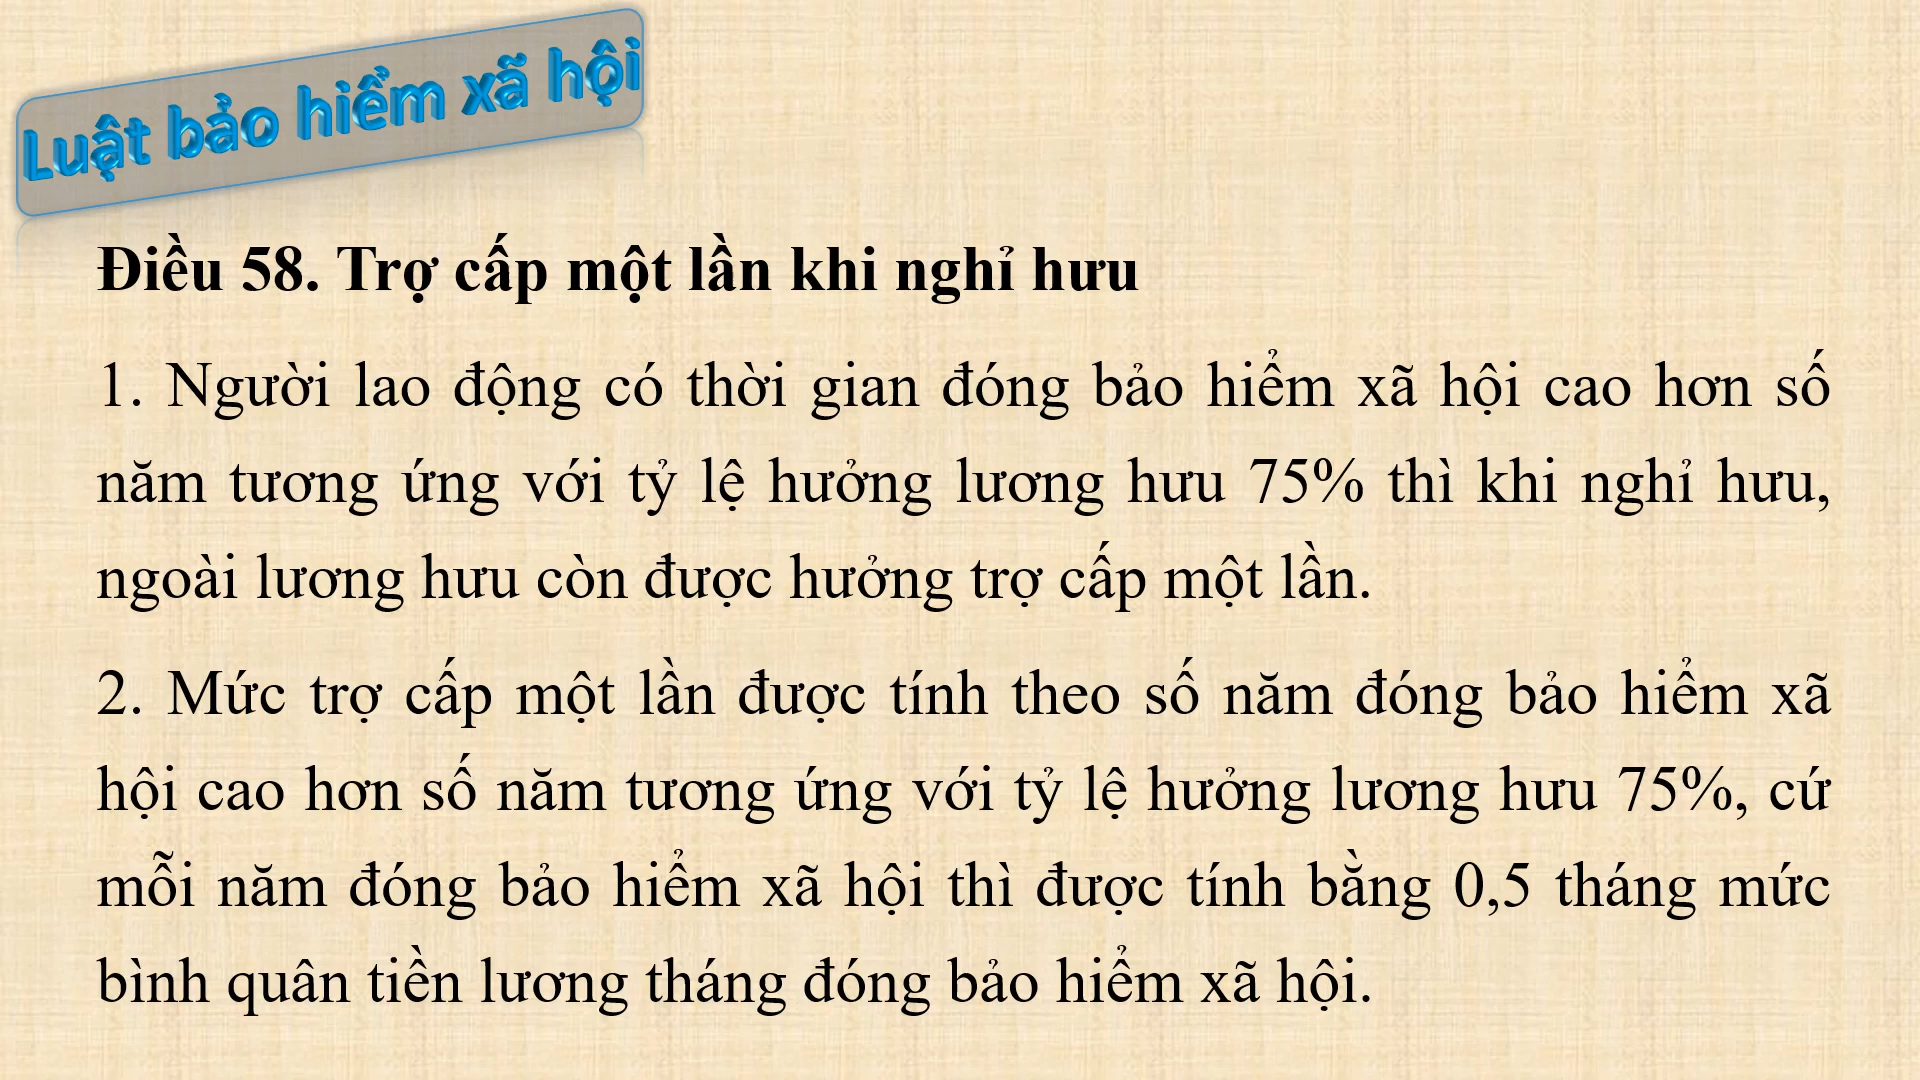 Luật bảo hiểm xã hội
Điều 58. Trợ cấp một lần khi nghỉ hưu
1. Người lao động có thời gian đóng bảo hiểm xã hội cao hơn số
năm tương ứng với tỷ lệ hưởng lương hưu 75% thì khi nghỉ hưu,
ngoài lương hưu còn được hưởng trợ cấp một lần.
2. Mức trợ cấp một lần được tính theo số năm đóng bảo hiểm xã
hội cao hơn số năm tương ứng với tỷ lệ hưởng lương hưu 75%, cứ
mỗi năm đóng bảo hiểm xã hội thì được tính bằng 0,5 tháng mức
bình quân tiền lương tháng đóng bảo hiểm xã hội.